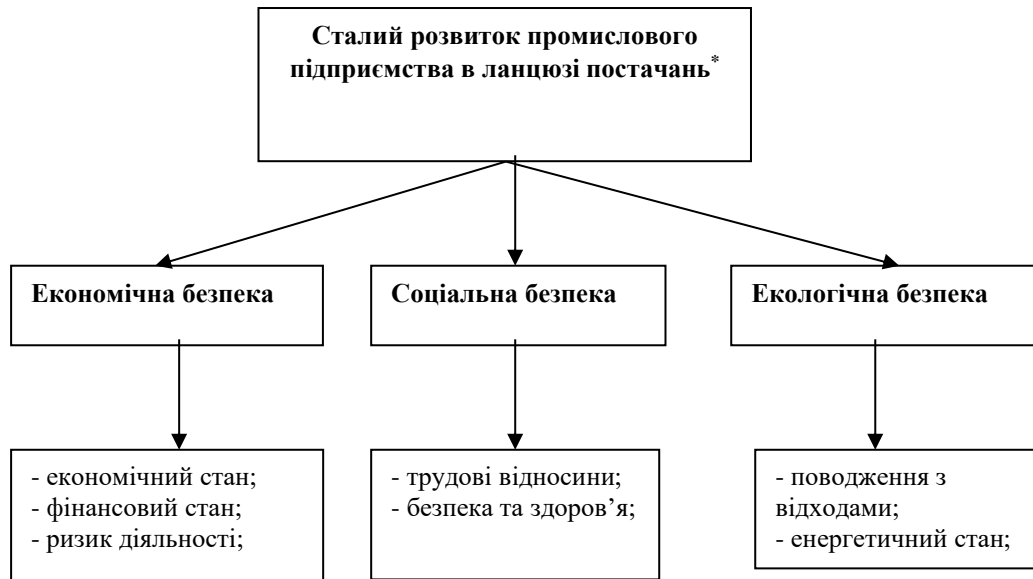 Сталий розвиток промислового
підприємства в ланцюзі постачань*
Економічна безпека
Соціальна безпека
Екологічна безпека
- економічний стан;
- фінансовий стан;
- ризик діяльності;
- трудові відносини;
- безпека та здоров’я;
- поводження з
відходами;
- енергетичний стан;